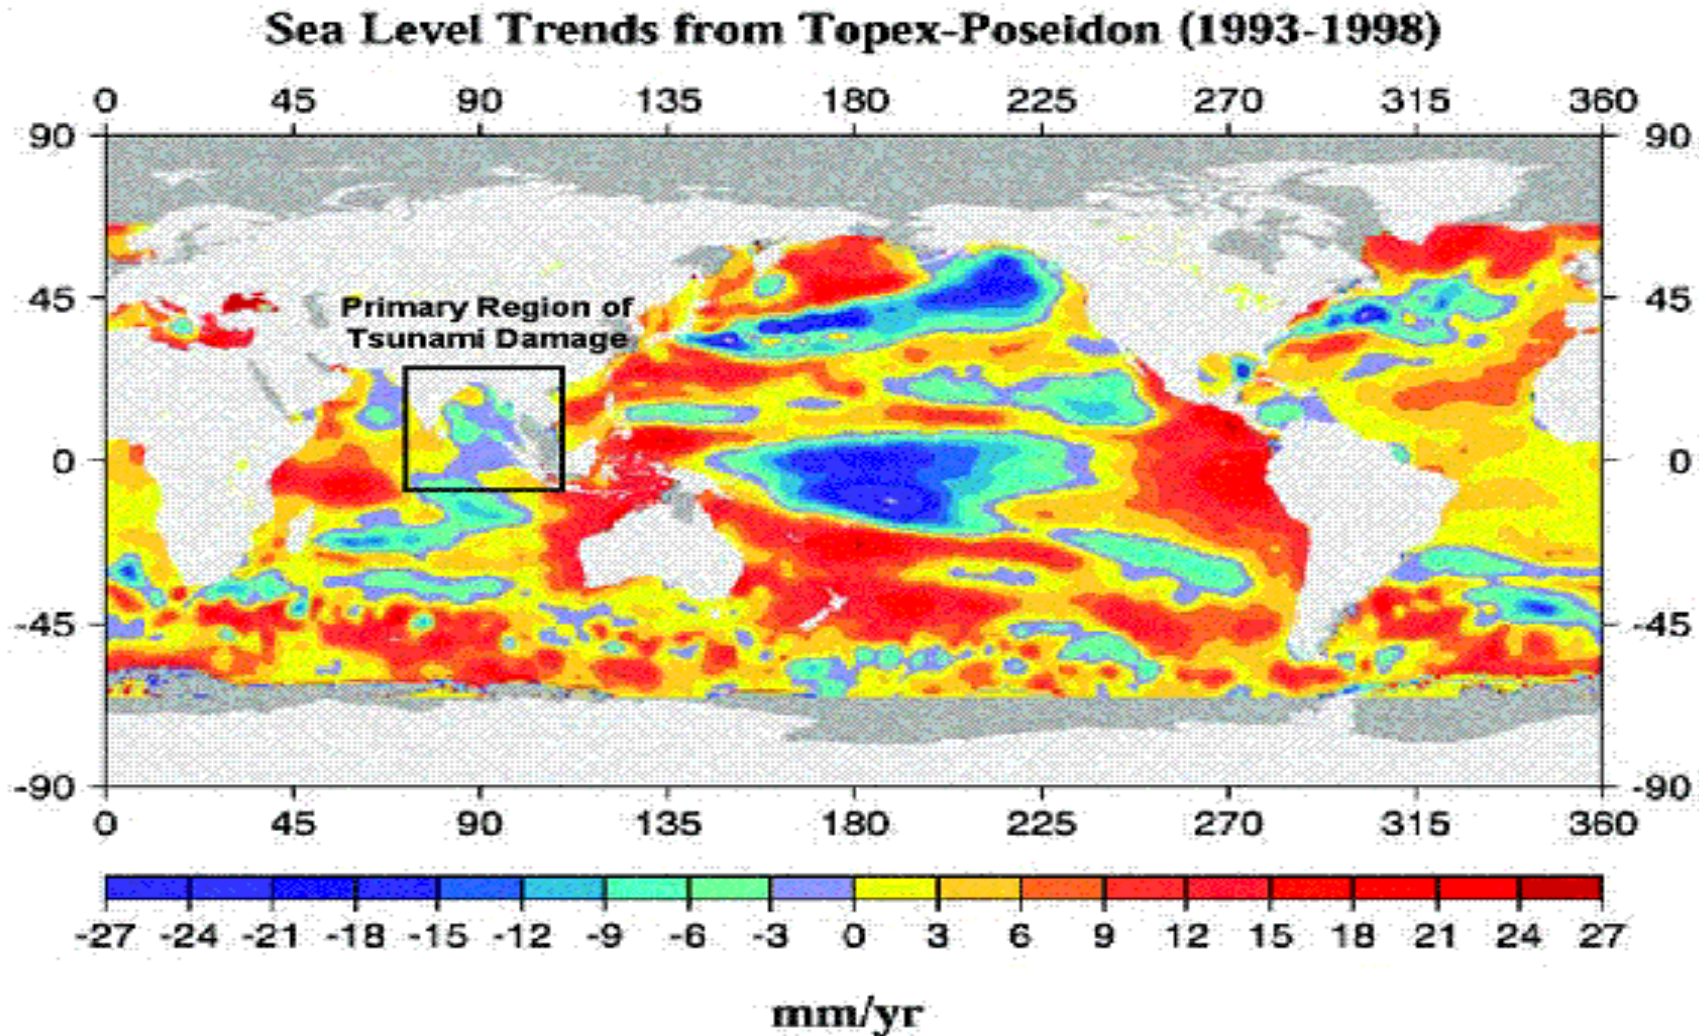 Sea Level Trends from Topex-Poseidon (1993-1998)
0 45 90 135 180 225 270 315 360
90 90
45 45
Primary Region of
Tsunami Damage
0 0
-45 -45
-90 -90
0 45 90 135 180 225 270 315 360
-27 -24 -21 -18 -15 -12 -9 -6 -3 0 3 6 9 12 15 18 21 24 27
mm/yr